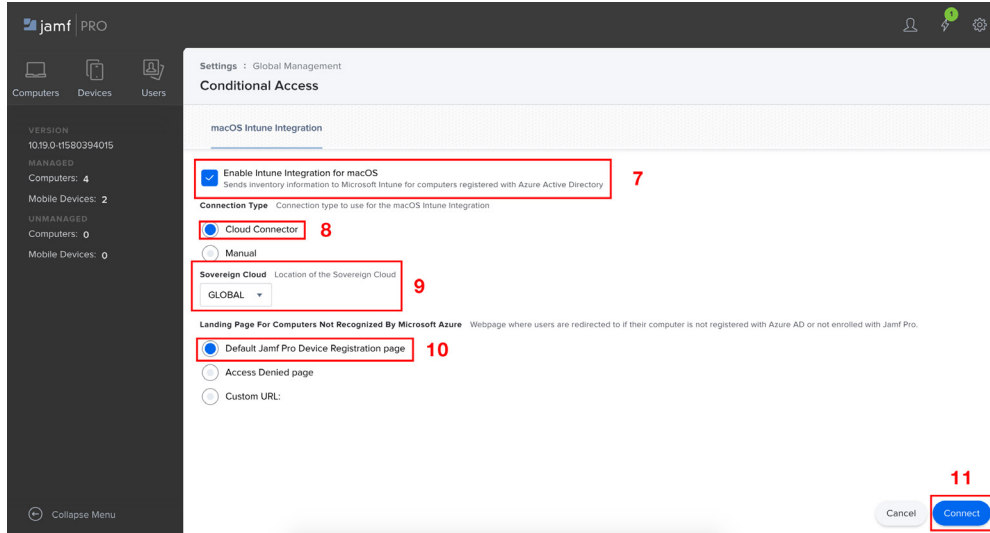 jamf PRO
1
Computers
Devices
Users
VERSION
10.19.0-t1580394015
MANAGED
Computers: 4
Mobile Devices: 2
UNMANAGED
Computers: 0
Mobile Devices: 0
Collapse Menu
Settings : Global Management
Conditional Access
macOS Intune Integration
Enable Intune Integration for macOS
Sends inventory information to Microsoft Intune for computers registered with Azure Active Directory
7
Connection Type Connection type to use for the macOS Intune Integration
Cloud Connector
8
Manual
Sovereign Cloud Location of the Sovereign Cloud
GLOBAL
9
Landing Page For Computers Not Recognized By Microsoft Azure Webpage where users are redirected to if their computer is not registered with Azure AD or not enrolled with Jamf Pro.
Default Jamf Pro Device Registration page
10
Access Denied page
Custom URL:
11
Cancel
Connect